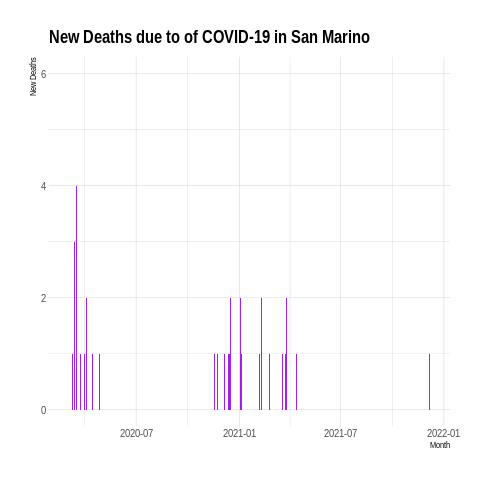 New Deaths due to of COVID-19 in San Marino
New Deaths
6
4
2
0
2020-07 2021-01 2021-07 2022-01
Month